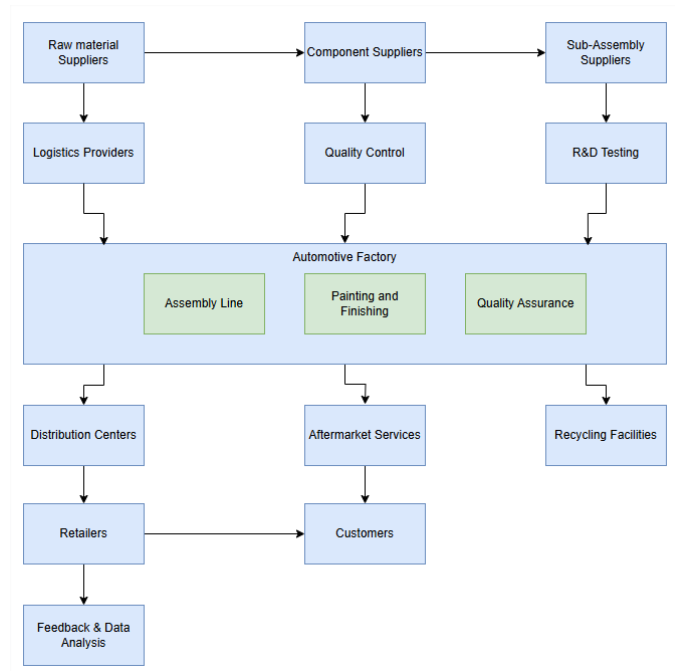 Raw material
Suppliers
Component Suppliers
Sub-Assembly
Suppliers
Logistics Providers
Quality Control
R&D Testing
Automotive Factory
Assembly Line
Painting and
Finishing
Quality Assurance
Distribution Centers
Aftermarket Services
Recycling Facilities
Retailers
Customers
Feedback & Data
Analysis